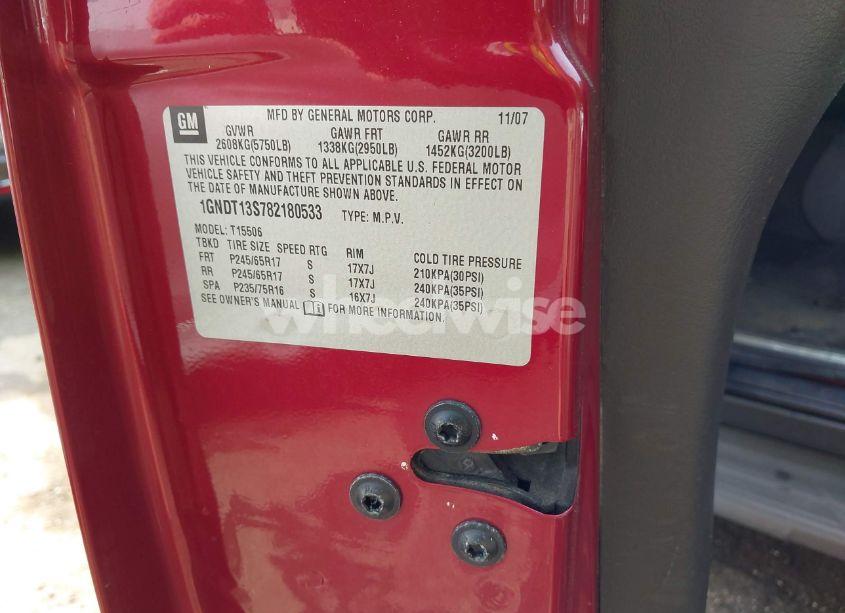 GM MFD BY GENERAL MOTORS CORP. 11/07
GVWR GAWR FRT GAWR RR
2608KG(5750LB) 1338KG(2950LB) 1452KG(3200LB)
THIS VEHICLE CONFORMS TO ALL APPLICABLE U.S. FEDERAL MOTOR
VEHICLE SAFETY AND THEFT PREVENTION STANDARDS IN EFFECT ON
THE DATE OF MANUFACTURE SHOWN ABOVE.
1GNDT13S782180533 TYPE: M.P.V.
MODEL: T15506
TBKD TIRE SIZE SPEED RTG RIM COLD TIRE PRESSURE
FRT P245/65R17 S 17X7J 210KPA(30PSI)
RR P245/65R17 S 17X7J 240KPA(35PSI)
SPA P235/75R16 S 16X7J 240KPA(35PSI)
SEE OWNER'S MANUAL FOR MORE INFORMATION.
wheelwise